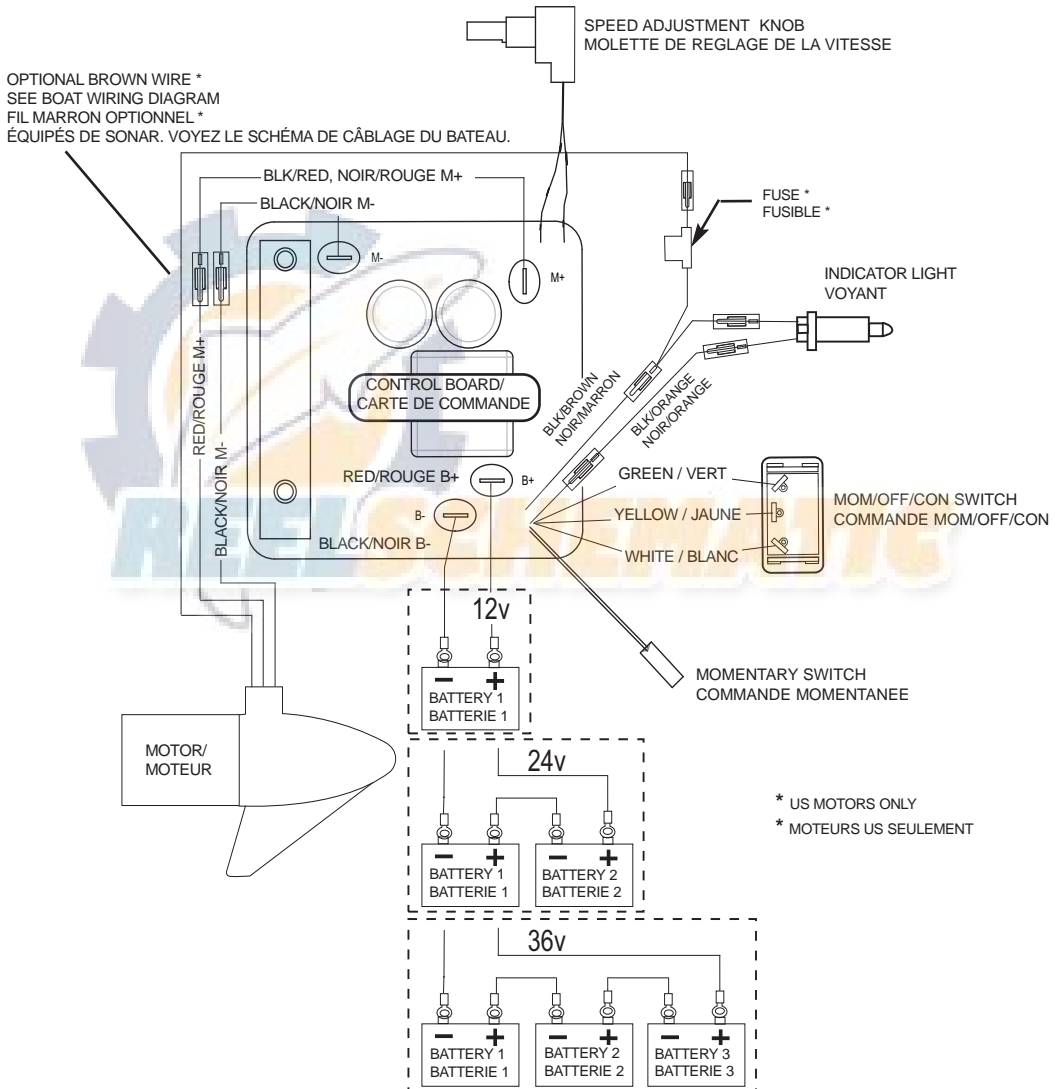 SPEED ADJUSTMENT KNOB
MOLETTE DE REGLAGE DE LA VITESSE
OPTIONAL BROWN WIRE *
SEE BOAT WIRING DIAGRAM
FIL MARRON OPTIONNEL *
ÉQUIPÉS DE SONAR. VOYEZ LE SCHÉMA DE CÂBLAGE DU BATEAU.
BLK/RED, NOIR/ROUGE M+
BLACK/NOIR M-
FUSE *
FUSIBLE *
M-
M+
INDICATOR LIGHT
VOYANT
RED/ROUGE M+
BLACK/NOIR M-
CONTROL BOARD/
CARTE DE COMMANDE
BLK/BROWN
NOIR/MARRON
BLK/ORANGE
NOIR/ORANGE
RED/ROUGE B+
B+
B-
BLACK/NOIR B-
GREEN / VERT
YELLOW / JAUNE
WHITE / BLANC
MOM/OFF/CON SWITCH
COMMANDE MOM/OFF/CON
REELSCHEMATIC
12v
- +
BATTERY 1
BATTERIE 1
MOMENTARY SWITCH
COMMANDE MOMENTANEE
MOTOR/
MOTEUR
24v
- +
BATTERY 1
BATTERIE 1
- +
BATTERY 2
BATTERIE 2
* US MOTORS ONLY
* MOTEURS US SEULEMENT
36v
- +
BATTERY 1
BATTERIE 1
- +
BATTERY 2
BATTERIE 2
- +
BATTERY 3
BATTERIE 3